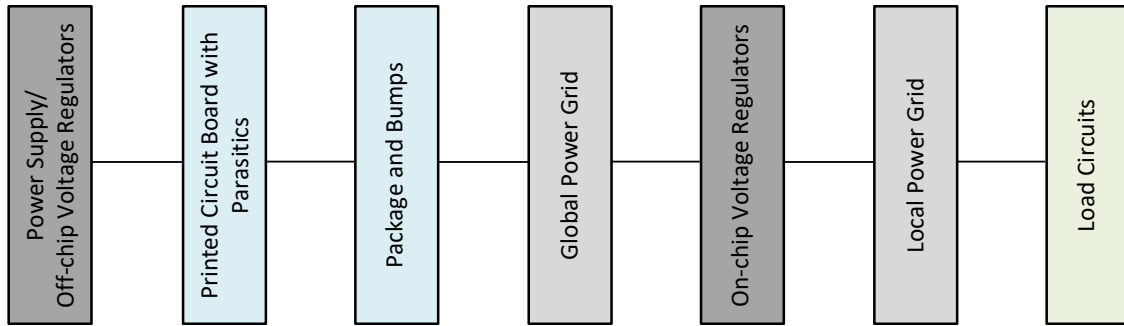 Power Supply/
Off-chip Voltage Regulators
Printed Circuit Board with
Parasitics
Package and Bumps
Global Power Grid
On-chip Voltage Regulators
Local Power Grid
Load Circuits